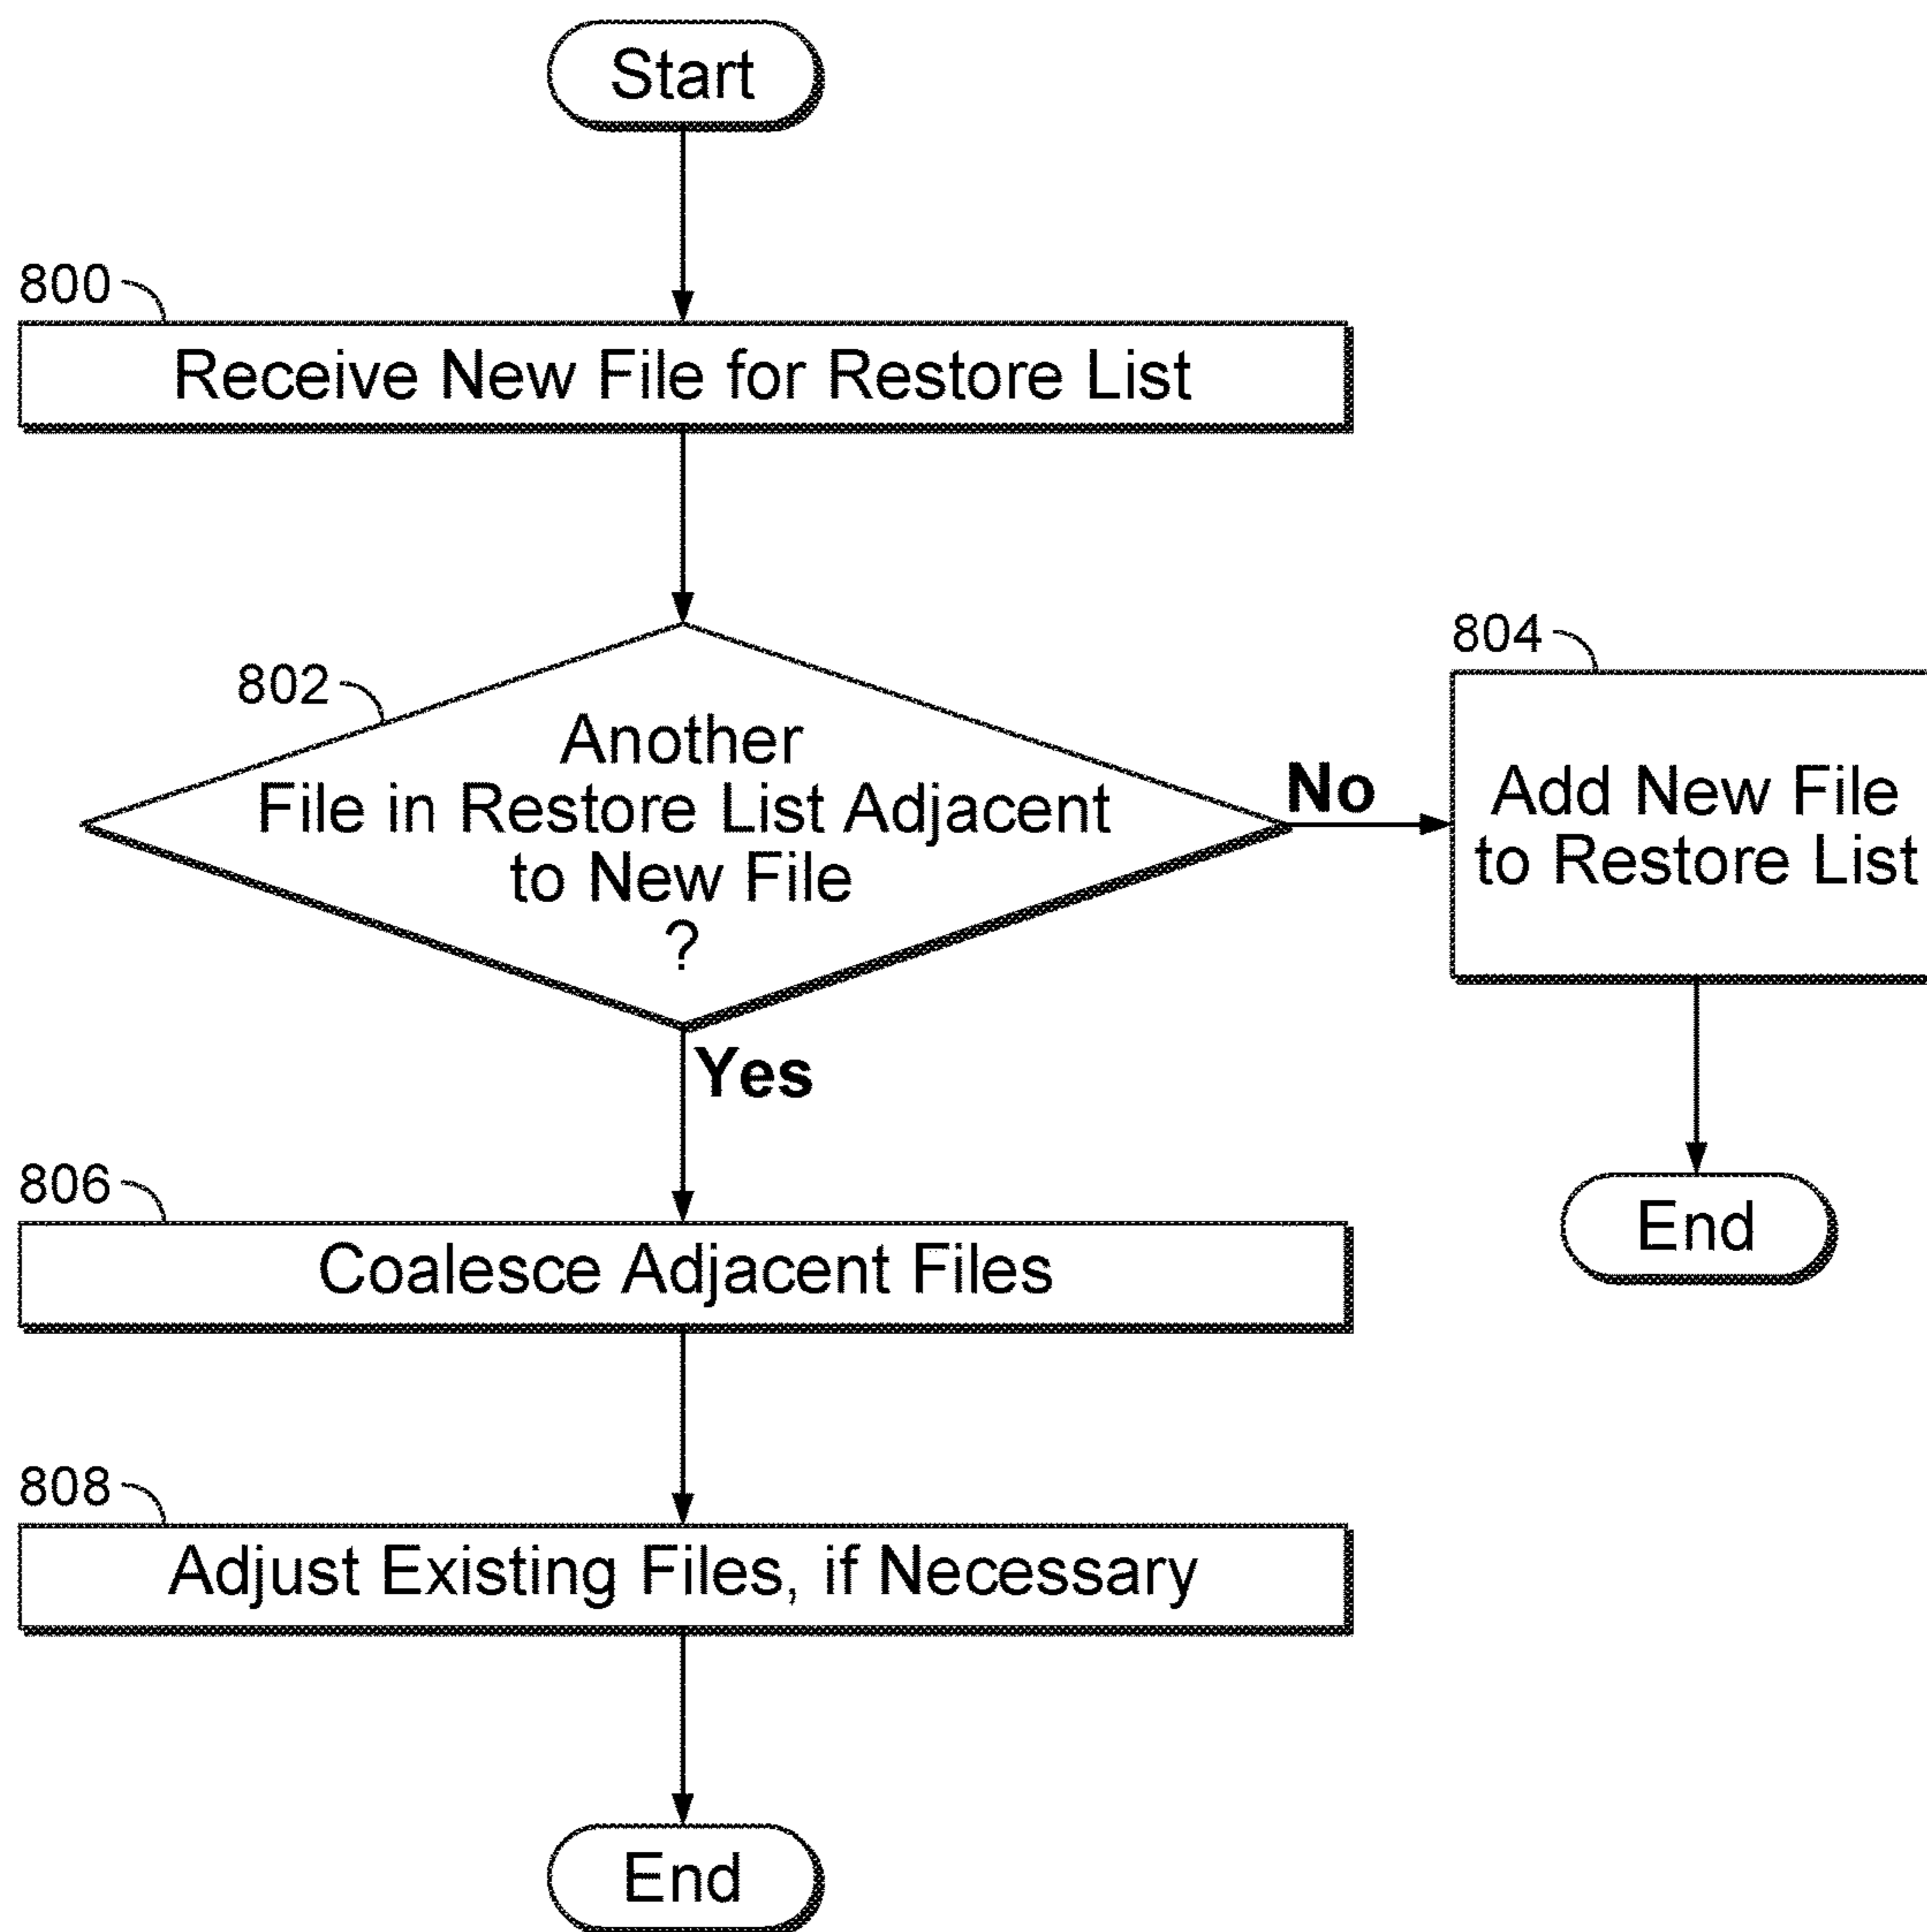 Start
800
Receive New File for Restore List
802
Another
File in Restore List Adjacent
to New File
?
No
804
Add New File
to Restore List
End
Yes
806
Coalesce Adjacent Files
808
Adjust Existing Files, if Necessary
End